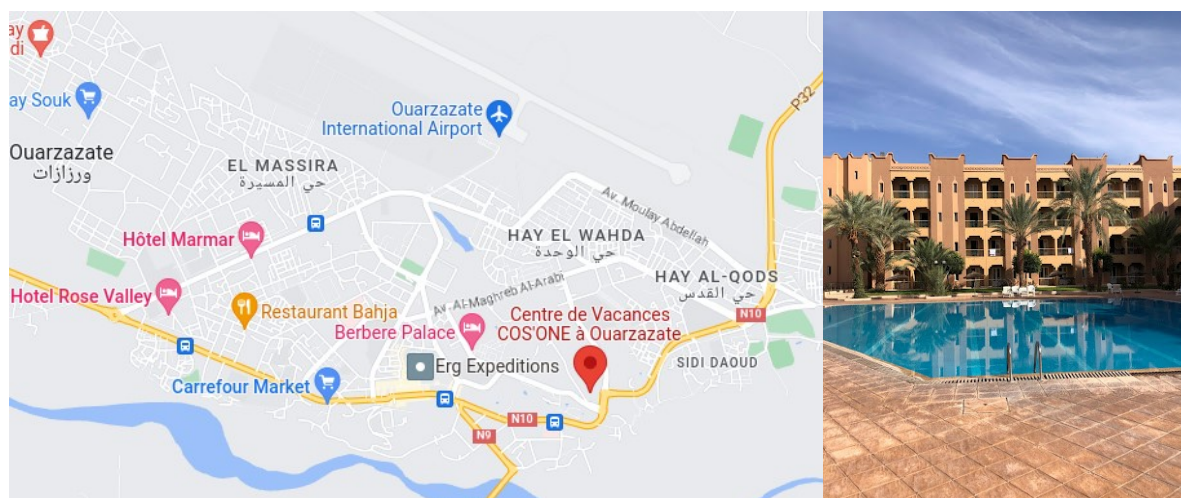 ay
di
ay Souk
Ouarzazate
ورزازات
EL MASSIRA
حي المسيرة
Ouarzazate
International Airport
P32
Av. Moulay Abdellah
Hôtel Marmar
HAY EL WAHDA
حي الوحدة
HAY AL-QODS
حي القدس
Hotel Rose Valley
Restaurant Bahja
Av. Al-Maghreb Al-Arabi
Centre de Vacances
COS'ONE à Ouarzazate
N10
Berbere Palace
SIDI DAOUD
Erg Expeditions
Carrefour Market
N10
N9